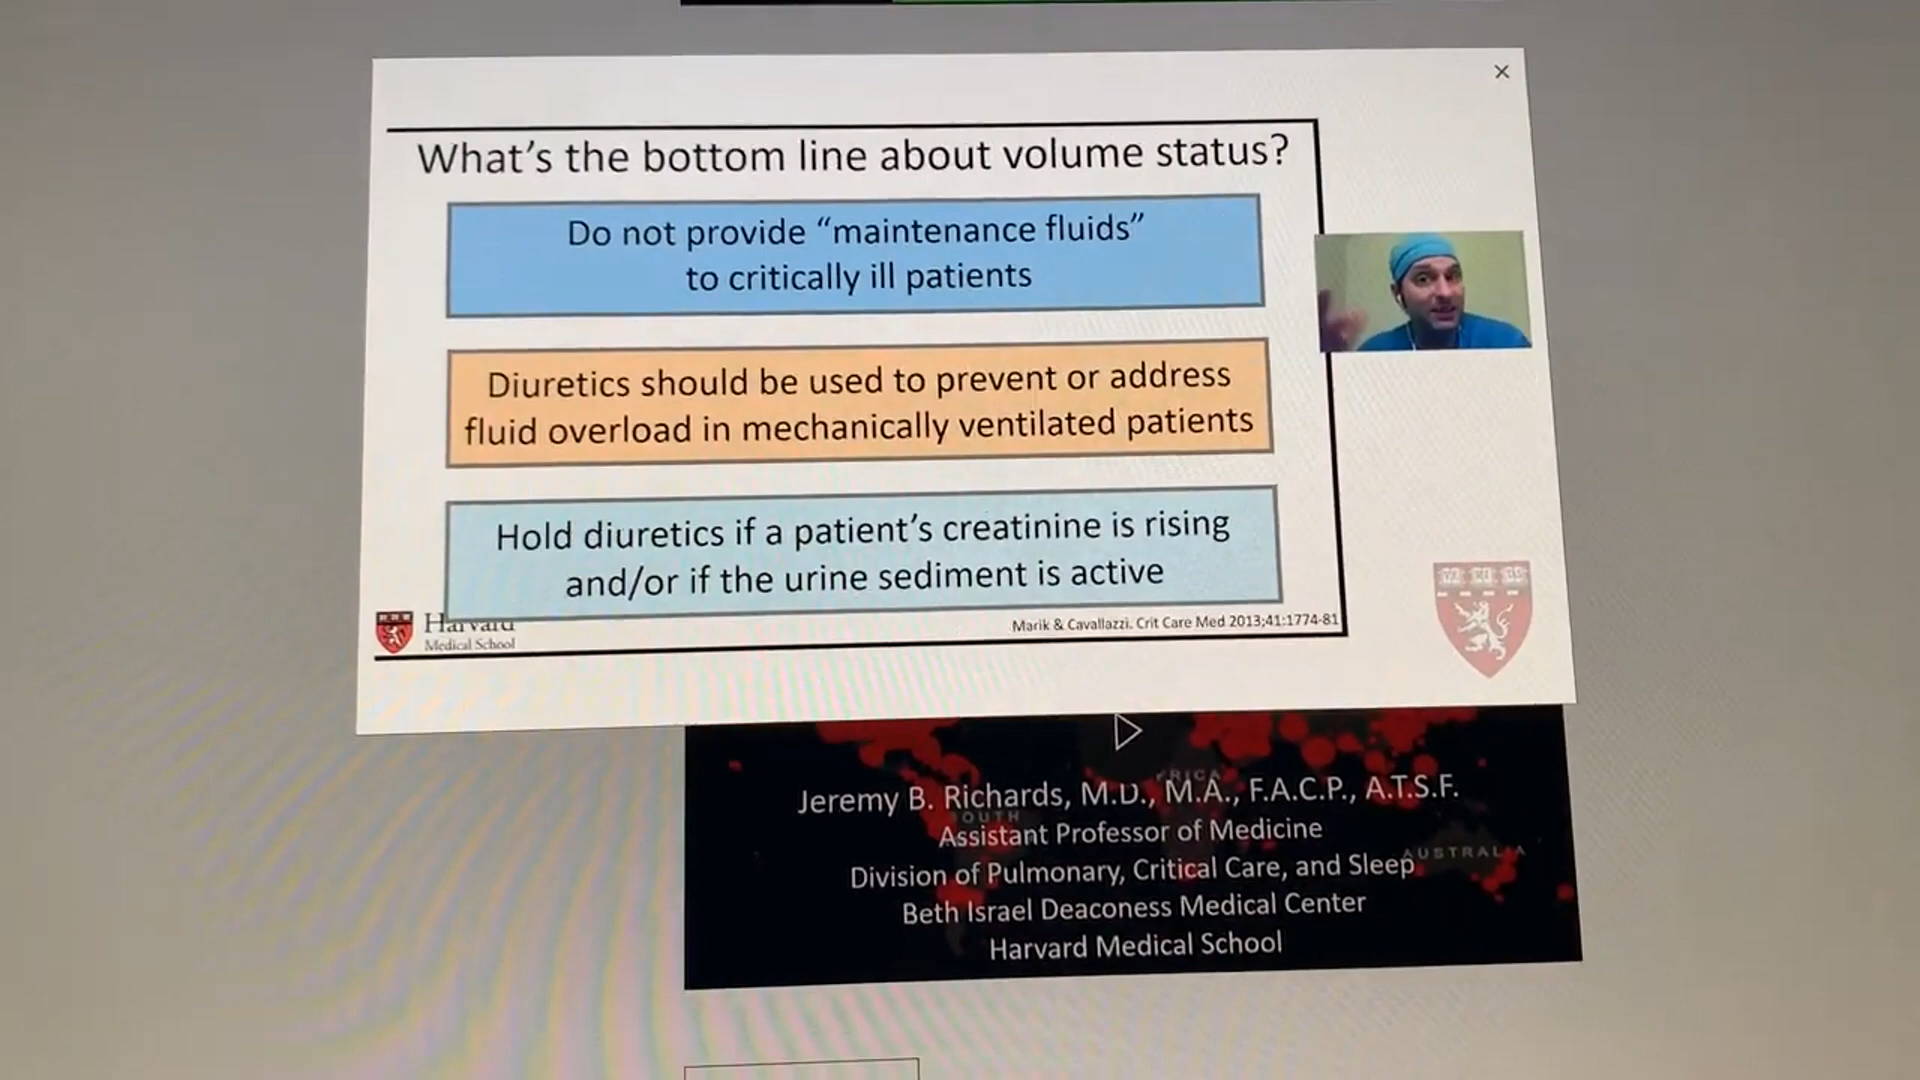 What's the bottom line about volume status?
Do not provide “maintenance fluids”
to critically ill patients
Diuretics should be used to prevent or address
fluid overload in mechanically ventilated patients
Hold diuretics if a patient's creatinine is rising
and/or if the urine sediment is active
Harvard
Medical School
Marik & Cavallazzi. Crit Care Med 2013;41:1774-81
Jeremy B. Richards, M.D., M.A., F.A.C.P., A.T.S.F.
OUTH
Assistant Professor of Medicine
AUSTRALIA
Division of Pulmonary, Critical Care, and Sleep
Beth Israel Deaconess Medical Center
Harvard Medical School